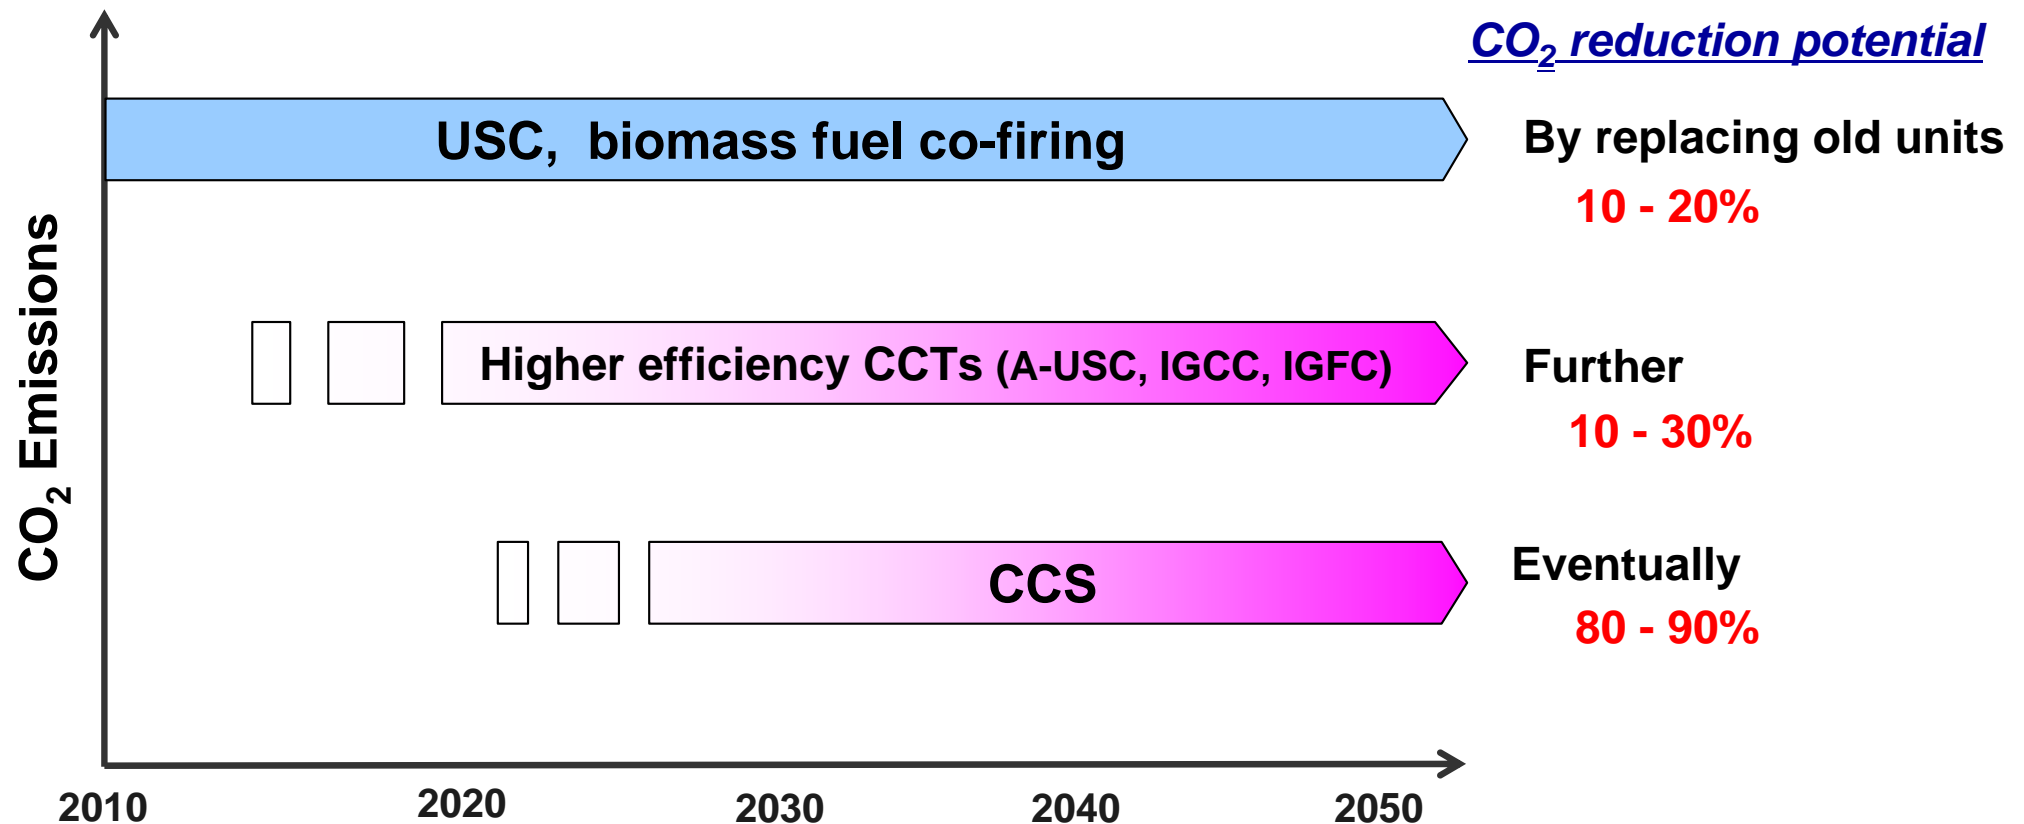 CO₂ reduction potential
USC, biomass fuel co-firing
By replacing old units
10 - 20%
CO₂ Emissions
Higher efficiency CCTs (A-USC, IGCC, IGFC)
Further
10 - 30%
CCS
Eventually
80 - 90%
2010 2020 2030 2040 2050